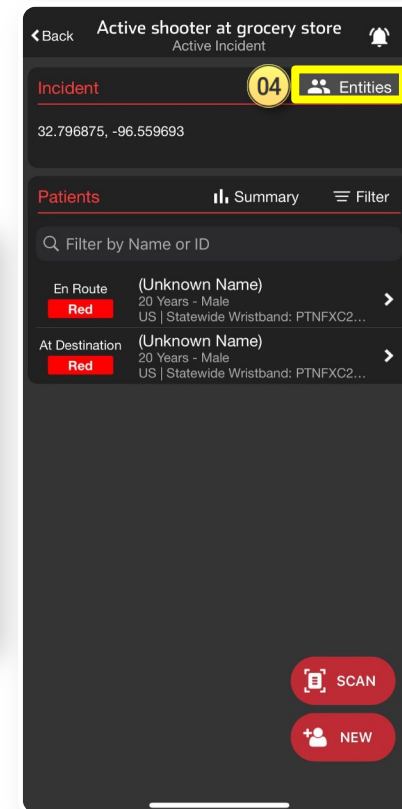 Back
Active shooter at grocery store
Active Incident
Incident
04
Entities
32.796875, -96.559693
Patients
Summary
Filter
Filter by Name or ID
En Route
Red
(Unknown Name)
20 Years - Male
US | Statewide Wristband: PTNFXC2...
At Destination
Red
(Unknown Name)
20 Years - Male
US | Statewide Wristband: PTNFXC2...
SCAN
NEW